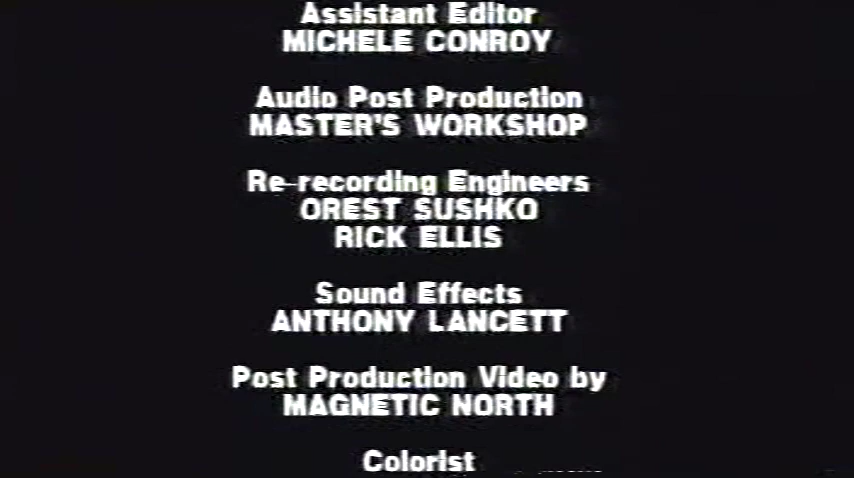 Assistant Editor
MICHELE CONROY
Audio Post Production
MASTER'S WORKSHOP
Re-recording Engineers
OREST SUSHKO
RICK ELLIS
Sound Effects
ANTHONY LANCETT
Post Production Video by
MAGNETIC NORTH
Colorist